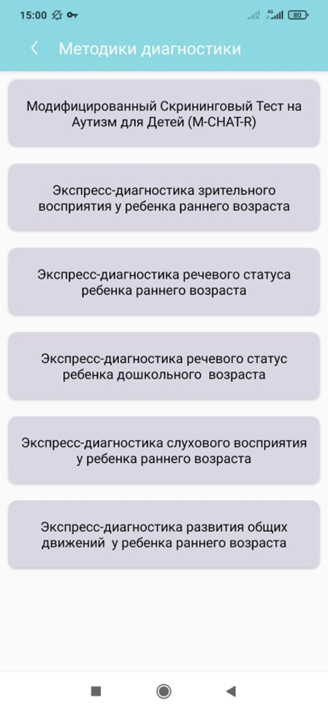 15:00
80
Методики диагностики
Модифицированный Скрининговый Тест на
Аутизм для Детей (M-CHAT-R)
Экспресс-диагностика зрительного
восприятия у ребенка раннего возраста
Экспресс-диагностика речевого статуса
ребенка раннего возраста
Экспресс-диагностика речевого статус
ребенка дошкольного  возраста
Экспресс-диагностика слухового восприятия
у ребенка раннего возраста
Экспресс-диагностика развития общих
движений  у ребенка раннего возраста